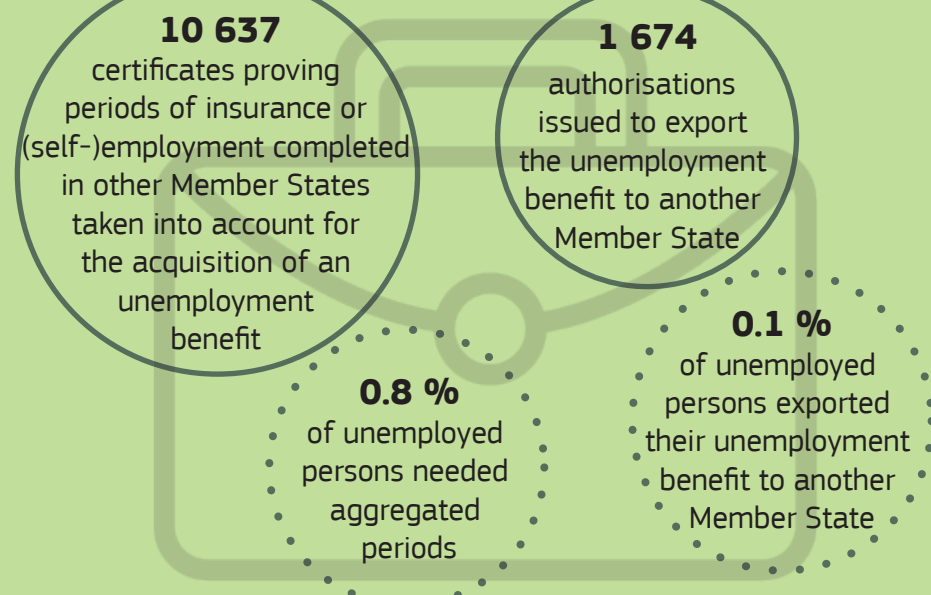 10 637
certificates proving
periods of insurance or
(self-)employment completed
in other Member States
taken into account for
the acquisition of an
unemployment
benefit
1 674
authorisations
issued to export
the unemployment
benefit to another
Member State
0.8 %
of unemployed
persons needed
aggregated
periods
0.1 %
of unemployed
persons exported
their unemployment
benefit to another
Member State